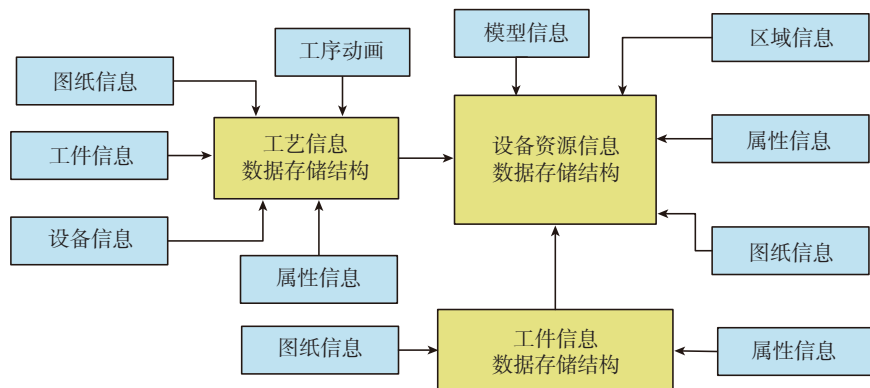 模型信息
区域信息
工序动画
图纸信息
工艺信息
数据存储结构
设备资源信息
数据存储结构
属性信息
工件信息
设备信息
图纸信息
属性信息
工件信息
数据存储结构
图纸信息
属性信息